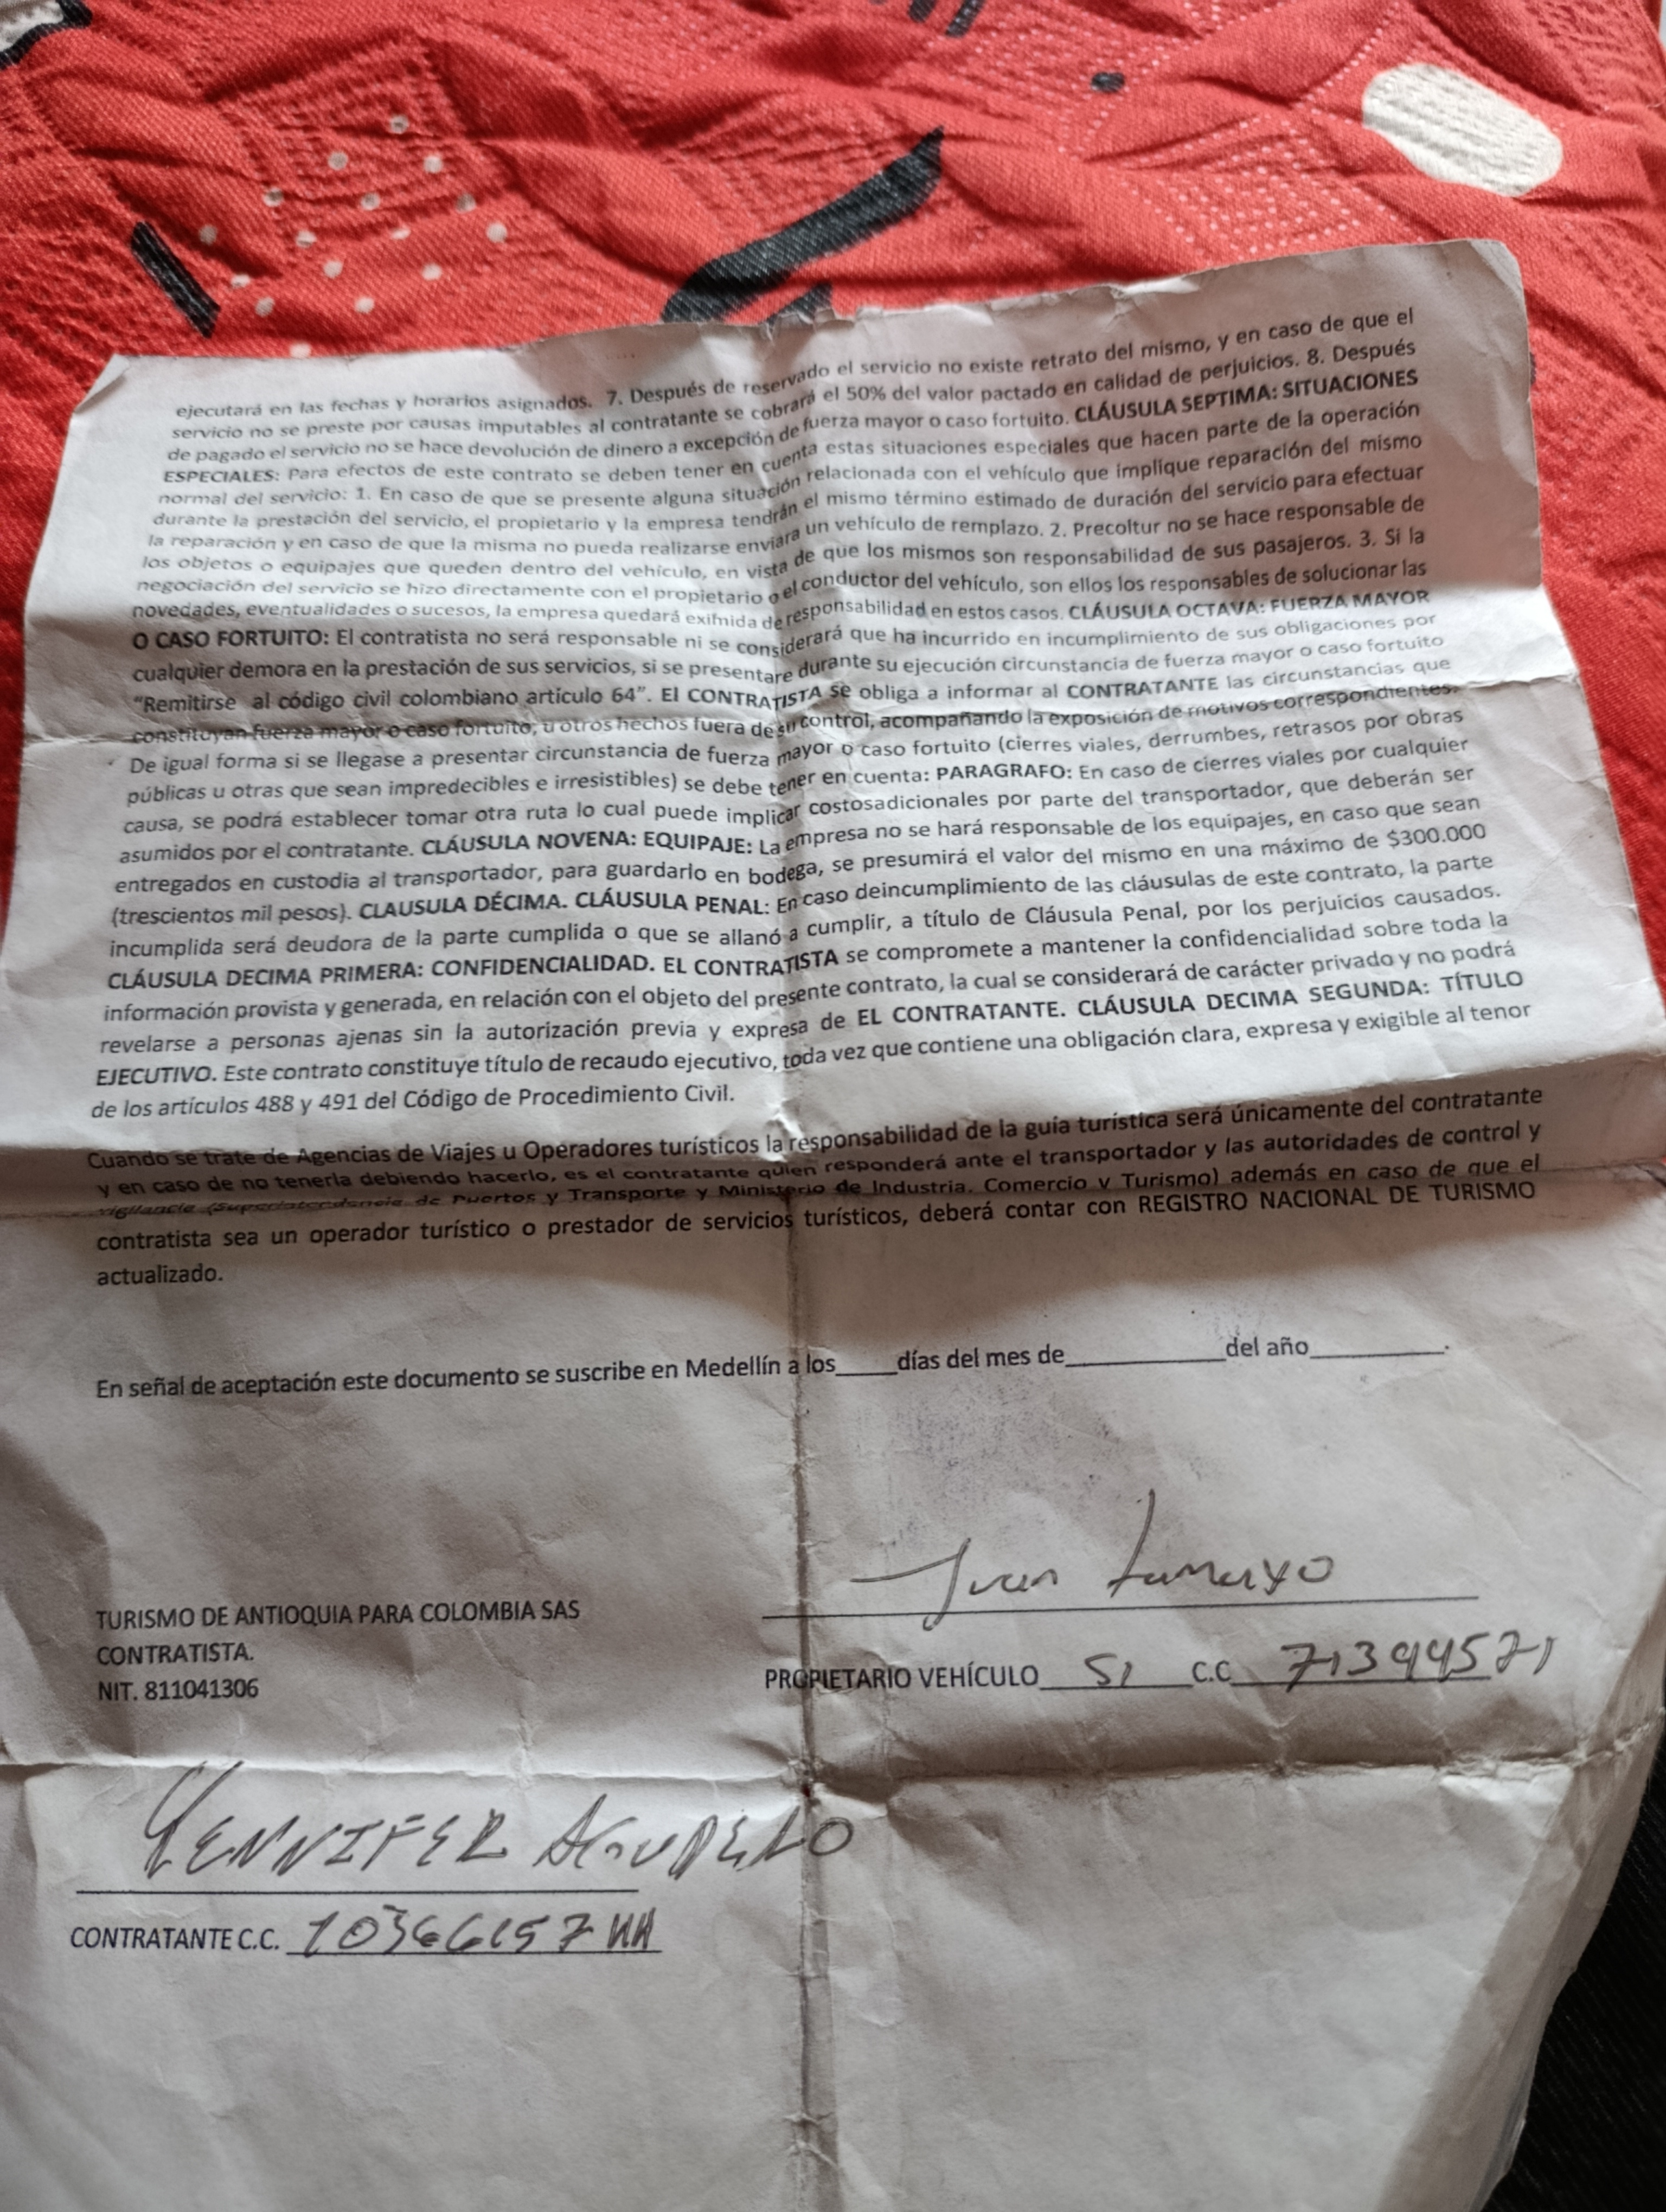 ejecutará en las fechas y horarios asignados. 7. Después de reservado el servicio no existe retrato del mismo, y en caso de que el
servicio no se preste por causas imputables al contratante se cobrará el 50% del valor pactado en calidad de perjuicios. 8. Después
de pagado el servicio no se hace devolución de dinero a excepción de fuerza mayor o caso fortuito. CLÁUSULA SEPTIMA: SITUACIONES
ESPECIALES: Para efectos de este contrato se deben tener en cuenta estas situaciones especiales que hacen parte de la operación
normal del servicio: 1. En caso de que se presente alguna situación relacionada con el vehículo que implique reparación del mismo
durante la prestación del servicio, el propietario y la empresa tendrán el mismo término estimado de duración del servicio para efectuar
la reparación y en caso de que la misma no pueda realizarse enviara un vehículo de remplazo. 2. Precoltur no se hace responsable de
los objetos o equipajes que queden dentro del vehículo, en vista de que los mismos son responsabilidad de sus pasajeros. 3. Si la
negociación del servicio se hizo directamente con el propietario o el conductor del vehículo, son ellos los responsables de solucionar las
novedades, eventualidades o sucesos, la empresa quedará eximida de responsabilidad en estos casos. CLÁUSULA OCTAVA: FUERZA MAYOR
O CASO FORTUITO: El contratista no será responsable ni se considerará que ha incurrido en incumplimiento de sus obligaciones por
cualquier demora en la prestación de sus servicios, si se presentare durante su ejecución circunstancia de fuerza mayor o caso fortuito
“Remitirse al código civil colombiano artículo 64”. El CONTRATISTA se obliga a informar al CONTRATANTE las circunstancias que
constituyan fuerza mayor o caso fortuito, u otros hechos fuera de su control, acompañando la exposición de motivos correspondientes.
De igual forma si se llegase a presentar circunstancia de fuerza mayor o caso fortuito (cierres viales, derrumbes, retrasos por obras
públicas u otras que sean impredecibles e irresistibles) se debe tener en cuenta: PARAGRAFO: En caso de cierres viales por cualquier
causa, se podrá establecer tomar otra ruta lo cual puede implicar costosadicionales por parte del transportador, que deberán ser
asumidos por el contratante. CLÁUSULA NOVENA: EQUIPAJE: La empresa no se hará responsable de los equipajes, en caso que sean
entregados en custodia al transportador, para guardarlo en bodega, se presumirá el valor del mismo en una máximo de $300.000
(trescientos mil pesos). CLAUSULA DÉCIMA. CLÁUSULA PENAL: En caso deincumplimiento de las cláusulas de este contrato, la parte
incumplida será deudora de la parte cumplida o que se allanó a cumplir, a título de Cláusula Penal, por los perjuicios causados.
CLÁUSULA DECIMA PRIMERA: CONFIDENCIALIDAD. EL CONTRATISTA se compromete a mantener la confidencialidad sobre toda la
información provista y generada, en relación con el objeto del presente contrato, la cual se considerará de carácter privado y no podrá
revelarse a personas ajenas sin la autorización previa y expresa de EL CONTRATANTE. CLÁUSULA DECIMA SEGUNDA: TÍTULO
EJECUTIVO. Este contrato constituye título de recaudo ejecutivo, toda vez que contiene una obligación clara, expresa y exigible al tenor
de los artículos 488 y 491 del Código de Procedimiento Civil.
Cuando se trate de Agencias de Viajes u Operadores turísticos la responsabilidad de la guía turística será únicamente del contratante
y en caso de no tenerla debiendo hacerlo, es el contratante quien responderá ante el transportador y las autoridades de control y
vigilancia (Superintendencia de Puertos y Transporte y Ministerio de Industria, Comercio y Turismo) además en caso de que el
contratista sea un operador turístico o prestador de servicios turísticos, deberá contar con REGISTRO NACIONAL DE TURISMO
actualizado.
En señal de aceptación este documento se suscribe en Medellín a los_____días del mes de_____________del año___________.
Juan Tamayo
TURISMO DE ANTIOQUIA PARA COLOMBIA SAS
CONTRATISTA.
NIT. 811041306
PROPIETARIO VEHÍCULO SI C.C 71394571
YENNIFER AGUDELO
CONTRATANTE C.C. 1036615744